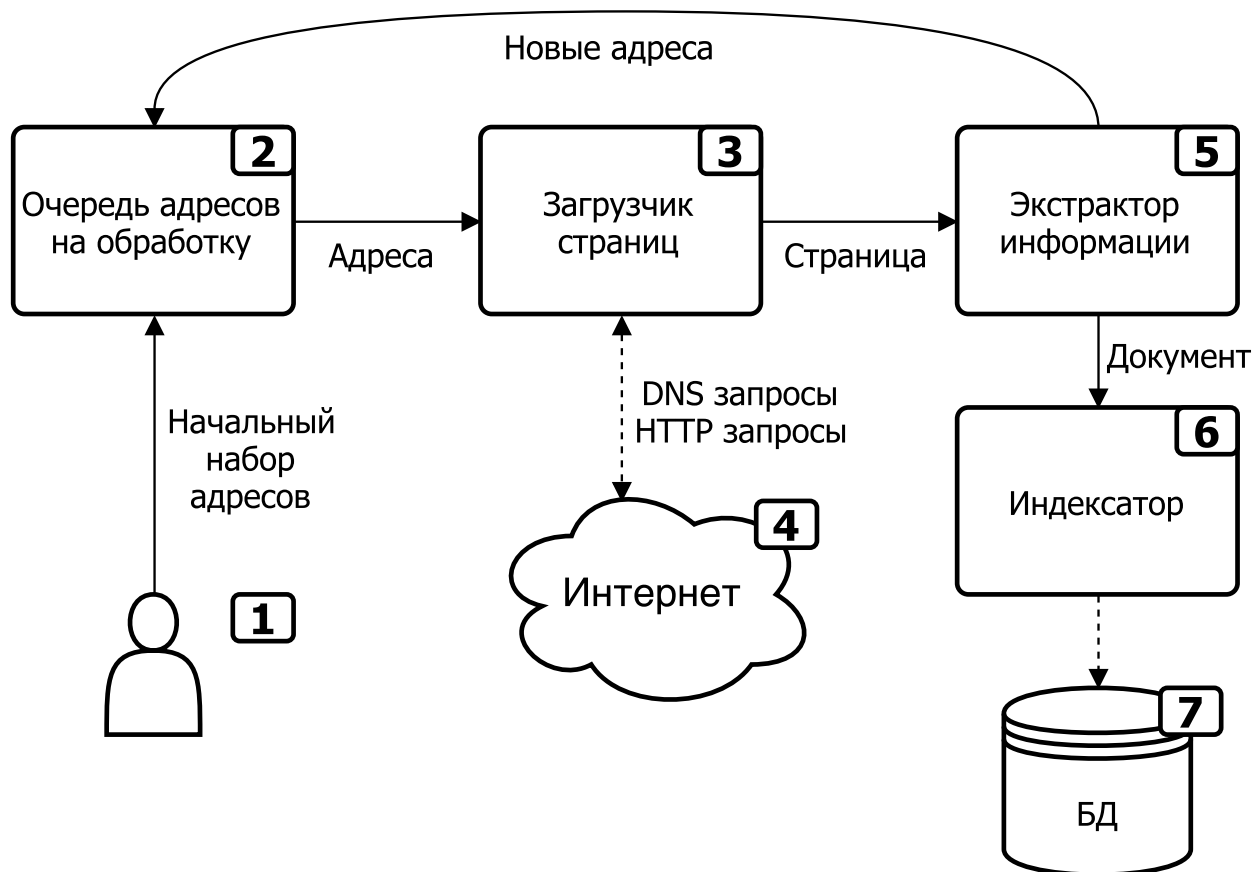 Новые адреса
2
Очередь адресов
на обработку
Адреса
3
Загрузчик
страниц
Страница
5
Экстрактор
информации
Документ
Начальный
набор
адресов
1
DNS запросы
HTTP запросы
4
Интернет
6
Индексатор
7
БД